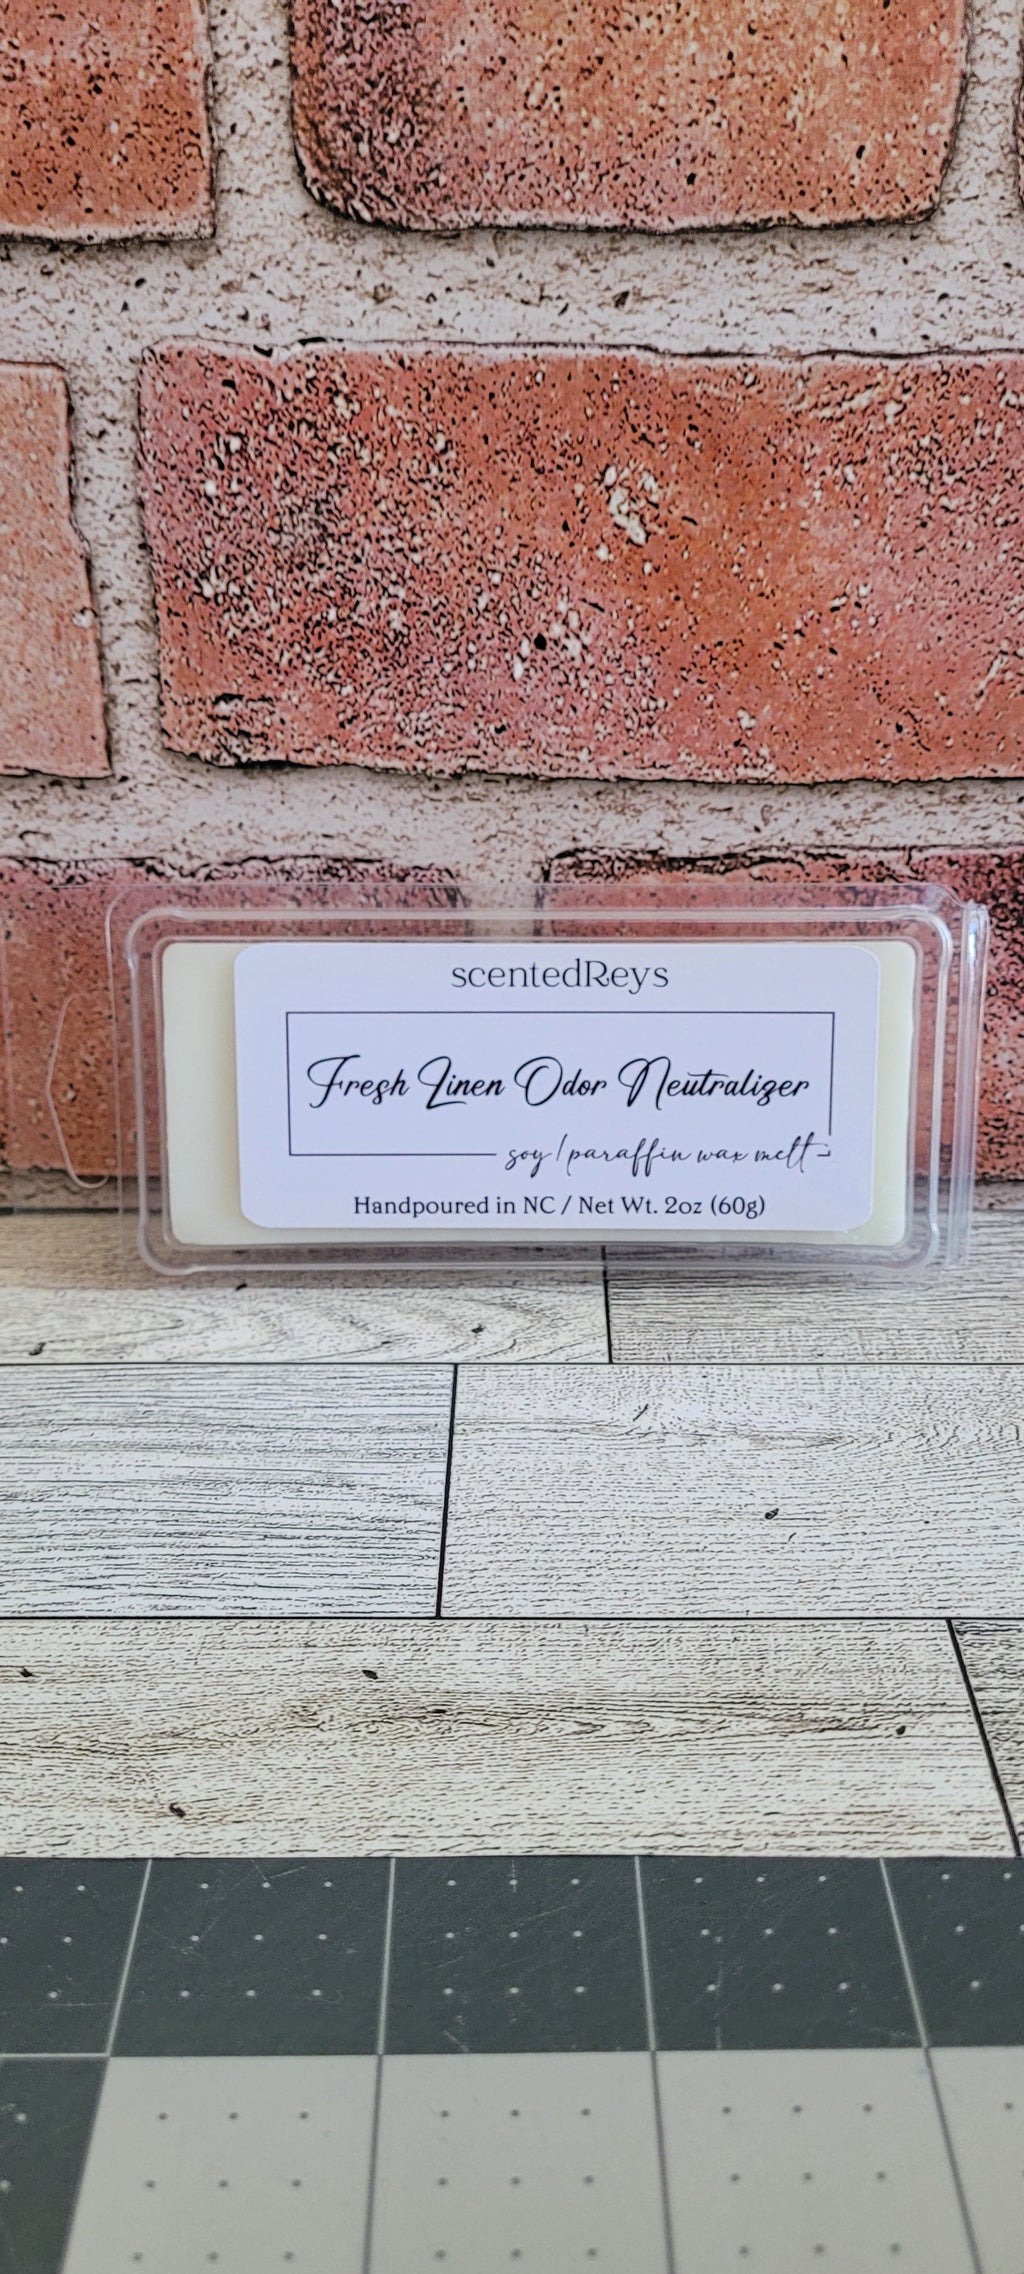 scentedReys
Fresh Linen Odor Neutralizer
soy/paraffin wax melt
Handpoured in NC / Net Wt. 2oz (60g)